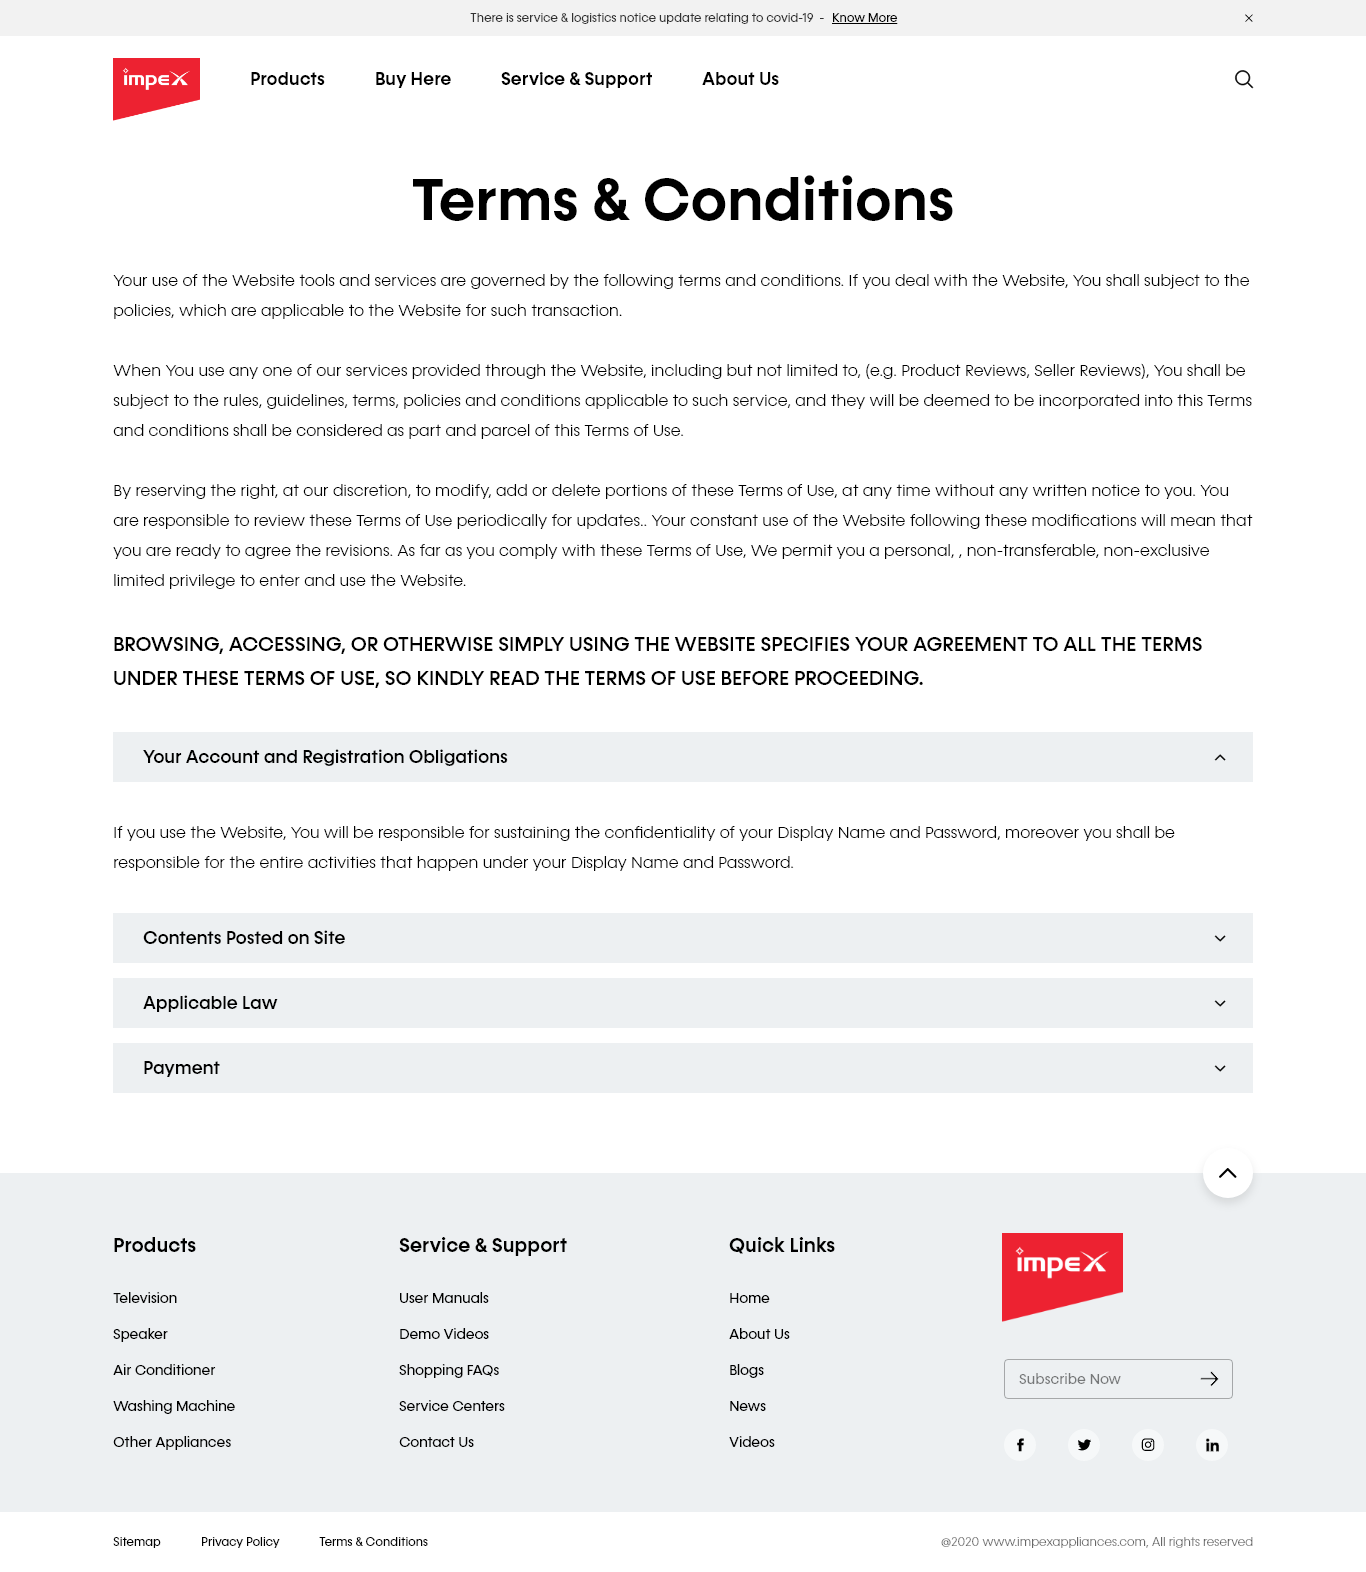 There is service & logistics notice update relating to covid-19 - Know More
impex
Products
Buy Here
Service & Support
About Us
Terms & Conditions
Your use of the Website tools and services are governed by the following terms and conditions. If you deal with the Website, You shall subject to the
policies, which are applicable to the Website for such transaction.
When You use any one of our services provided through the Website, including but not limited to, (e.g. Product Reviews, Seller Reviews), You shall be
subject to the rules, guidelines, terms, policies and conditions applicable to such service, and they will be deemed to be incorporated into this Terms
and conditions shall be considered as part and parcel of this Terms of Use.
By reserving the right, at our discretion, to modify, add or delete portions of these Terms of Use, at any time without any written notice to you. You
are responsible to review these Terms of Use periodically for updates.. Your constant use of the Website following these modifications will mean that
you are ready to agree the revisions. As far as you comply with these Terms of Use, We permit you a personal, , non-transferable, non-exclusive
limited privilege to enter and use the Website.
BROWSING, ACCESSING, OR OTHERWISE SIMPLY USING THE WEBSITE SPECIFIES YOUR AGREEMENT TO ALL THE TERMS
UNDER THESE TERMS OF USE, SO KINDLY READ THE TERMS OF USE BEFORE PROCEEDING.
Your Account and Registration Obligations
If you use the Website, You will be responsible for sustaining the confidentiality of your Display Name and Password, moreover you shall be
responsible for the entire activities that happen under your Display Name and Password.
Contents Posted on Site
Applicable Law
Payment
Products
Television
Speaker
Air Conditioner
Washing Machine
Other Appliances
Service & Support
User Manuals
Demo Videos
Shopping FAQs
Service Centers
Contact Us
Quick Links
Home
About Us
Blogs
News
Videos
impex
Subscribe Now
Sitemap
Privacy Policy
Terms & Conditions
@2020 www.impexappliances.com, All rights reserved